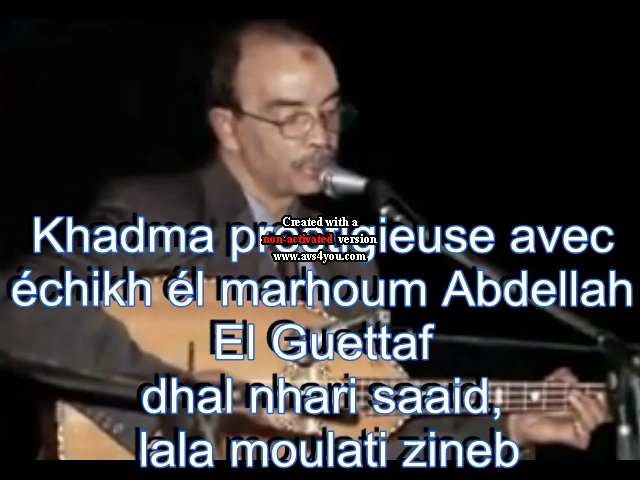 Created with a
non-activated version
www.avs4you.com
Khadma prestigieuse avec
échikh él marhoum Abdellah
El Guettaf
dhal nhari saaid,
lala moulati zineb